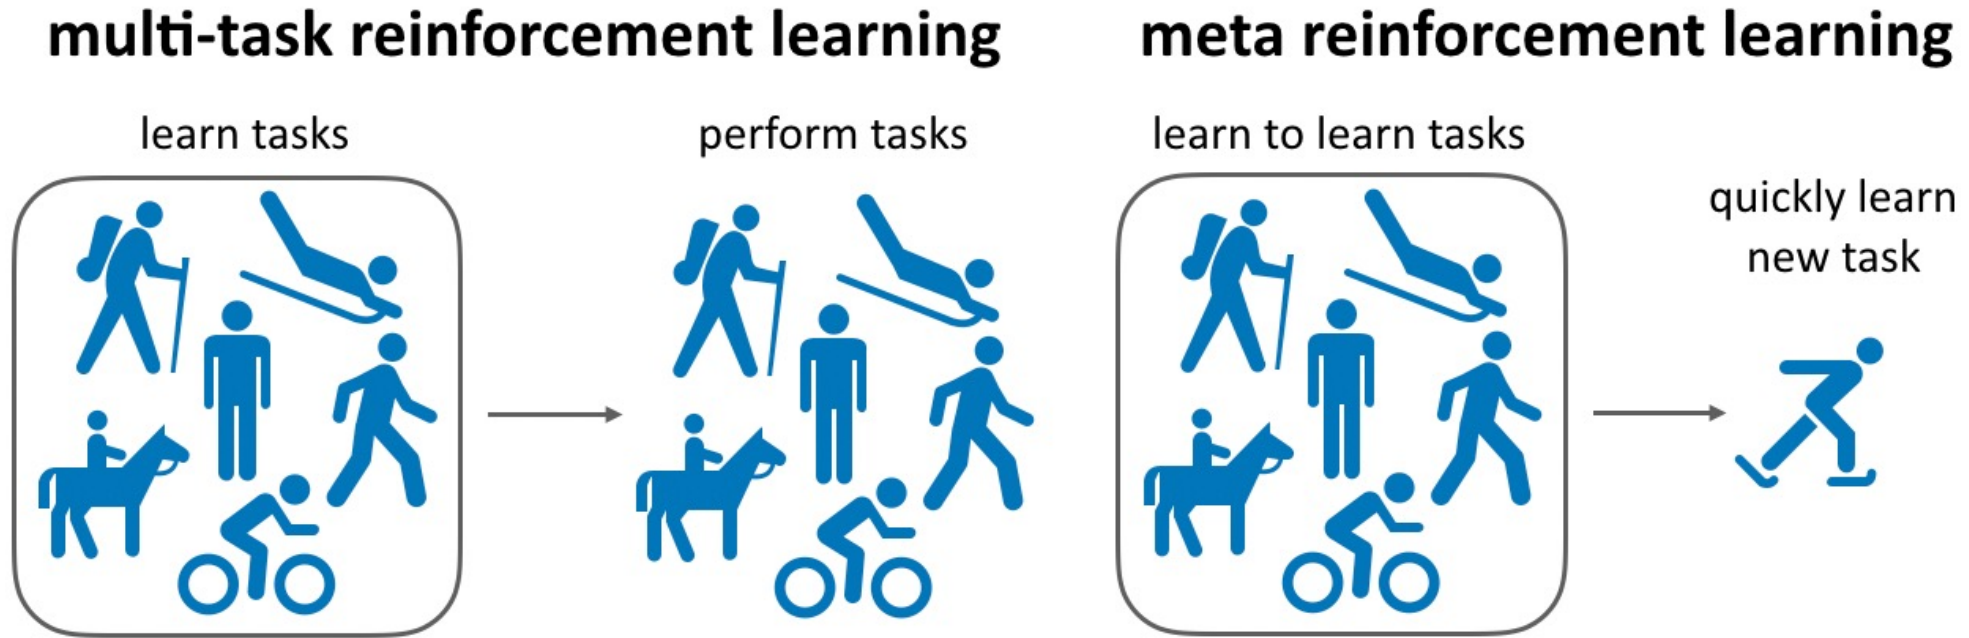 multi-task reinforcement learning
learn tasks
perform tasks
meta reinforcement learning
learn to learn tasks
quickly learn
new task